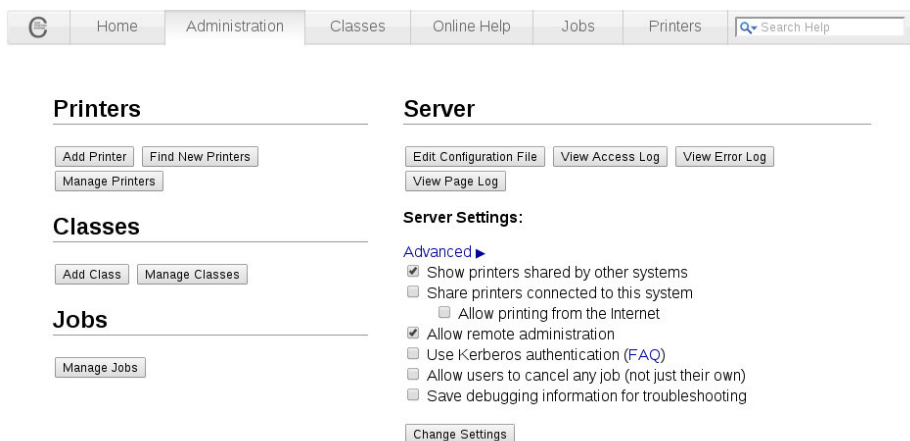 Home Administration Classes Online Help Jobs Printers Search Help
Printers
Add Printer Find New Printers
Manage Printers
Classes
Add Class Manage Classes
Jobs
Manage Jobs
Server
Edit Configuration File View Access Log View Error Log
View Page Log
Server Settings:
Advanced ▶
Show printers shared by other systems
Share printers connected to this system
Allow printing from the Internet
Allow remote administration
Use Kerberos authentication (FAQ)
Allow users to cancel any job (not just their own)
Save debugging information for troubleshooting
Change Settings